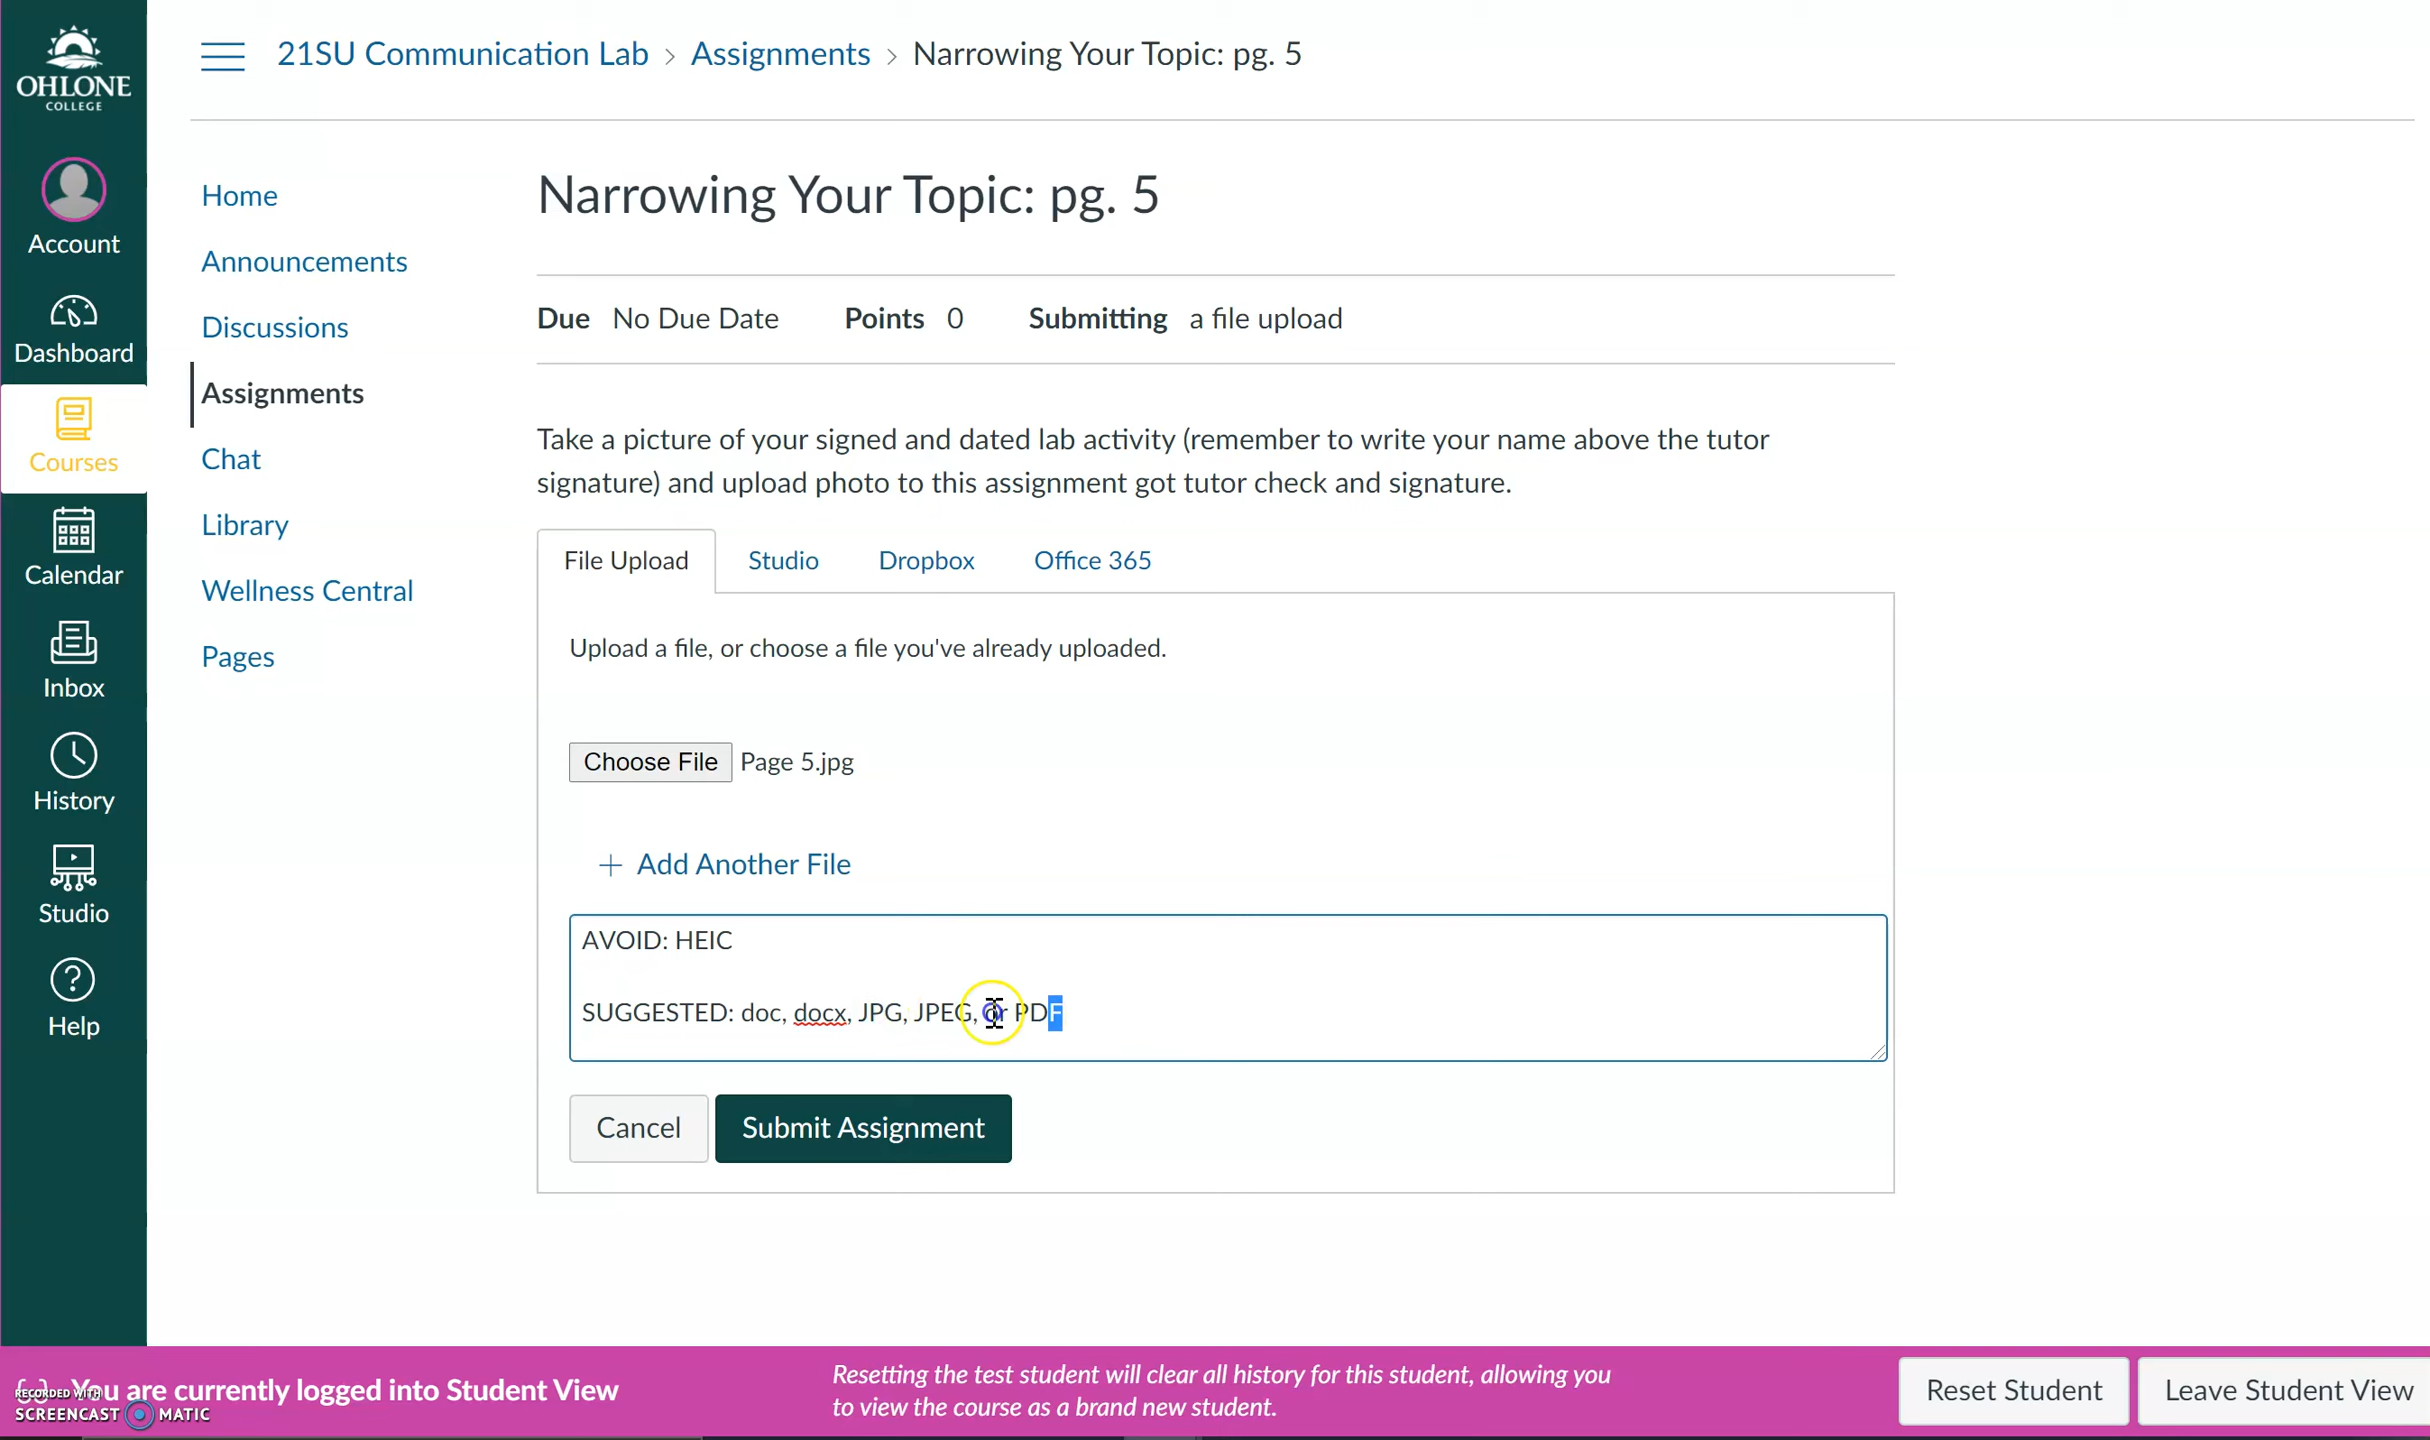 OHLONE
COLLEGE
Account
Dashboard
Courses
Calendar
Inbox
History
Studio
Help
21SU Communication Lab > Assignments > Narrowing Your Topic: pg. 5
Home
Announcements
Discussions
Assignments
Chat
Library
Wellness Central
Pages
Narrowing Your Topic: pg. 5
Due No Due Date Points 0 Submitting a file upload
Take a picture of your signed and dated lab activity (remember to write your name above the tutor
signature) and upload photo to this assignment got tutor check and signature.
File Upload Studio Dropbox Office 365
Upload a file, or choose a file you've already uploaded.
Choose File Page 5.jpg
+ Add Another File
AVOID: HEIC
SUGGESTED: doc, docx, JPG, JPEG, or PDF
Cancel Submit Assignment
You are currently logged into Student View
RECORDED WITH
SCREENCAST MATIC
Resetting the test student will clear all history for this student, allowing you
to view the course as a brand new student.
Reset Student Leave Student View